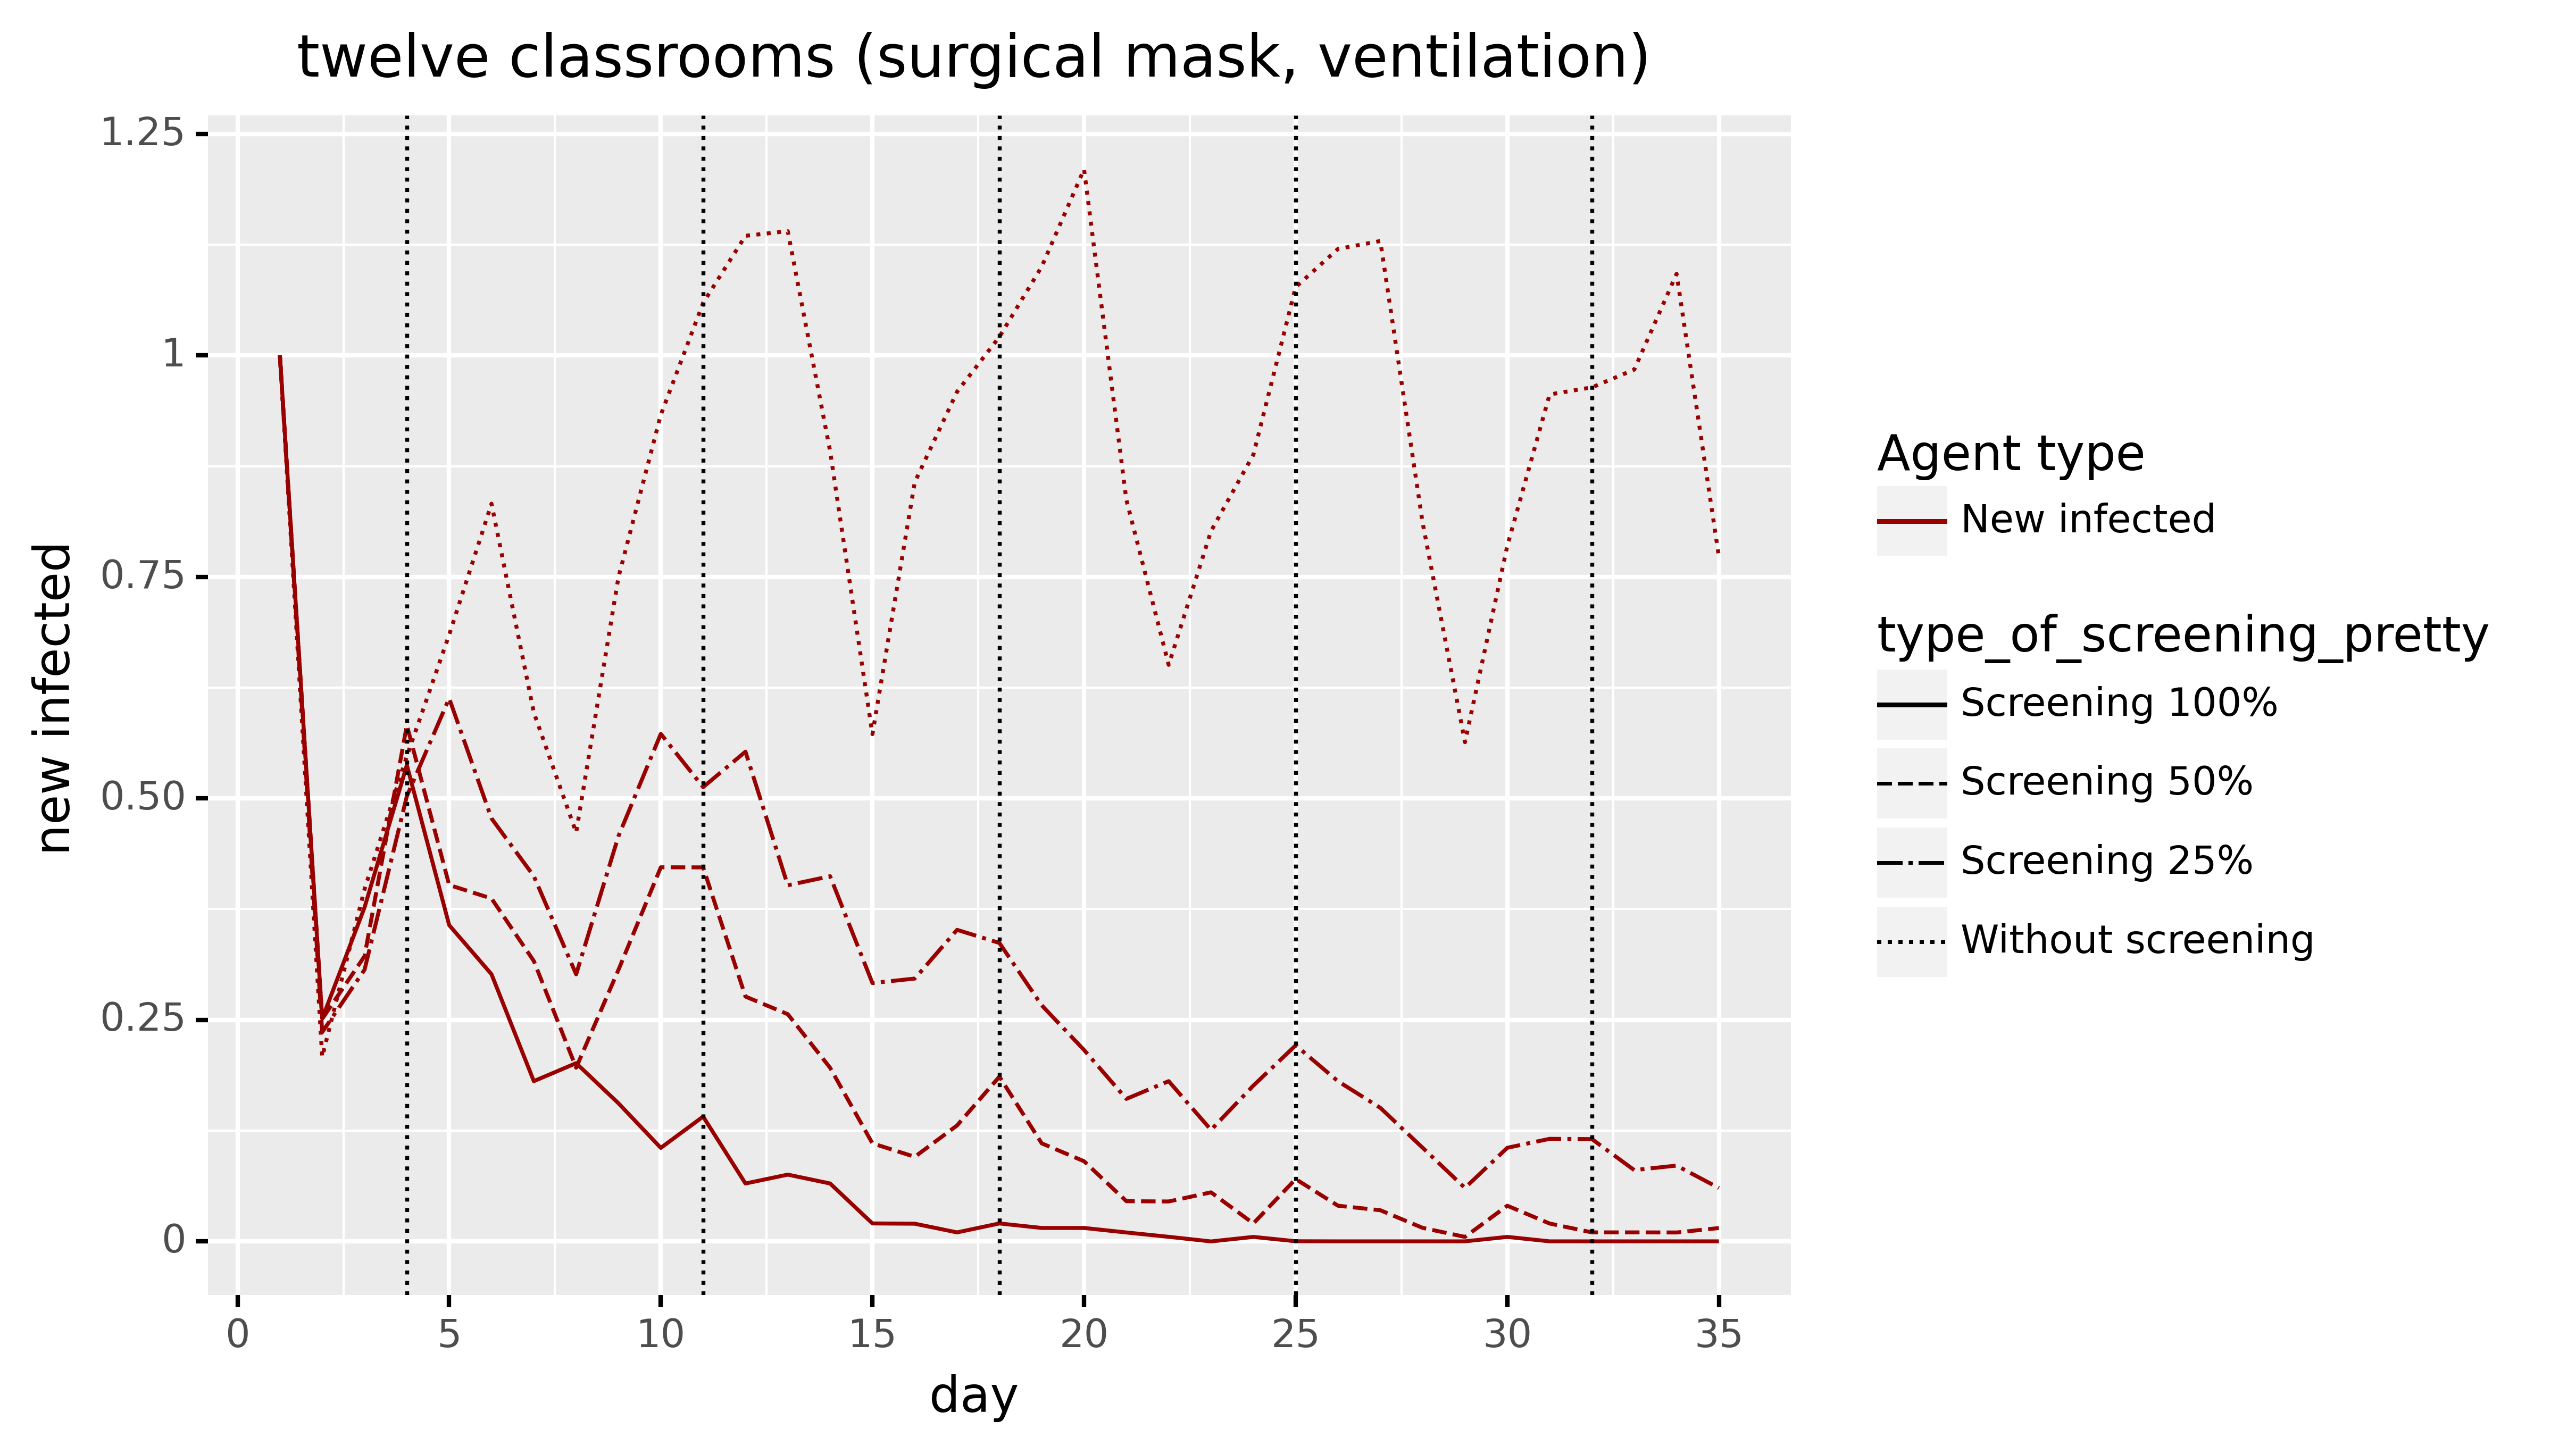 twelve classrooms (surgical mask, ventilation)
1.25
1
0.75
0.50
0.25
0
new infected
0 5 10 15 20 25 30 35
day
Agent type
New infected
type_of_screening_pretty
Screening 100%
Screening 50%
Screening 25%
Without screening